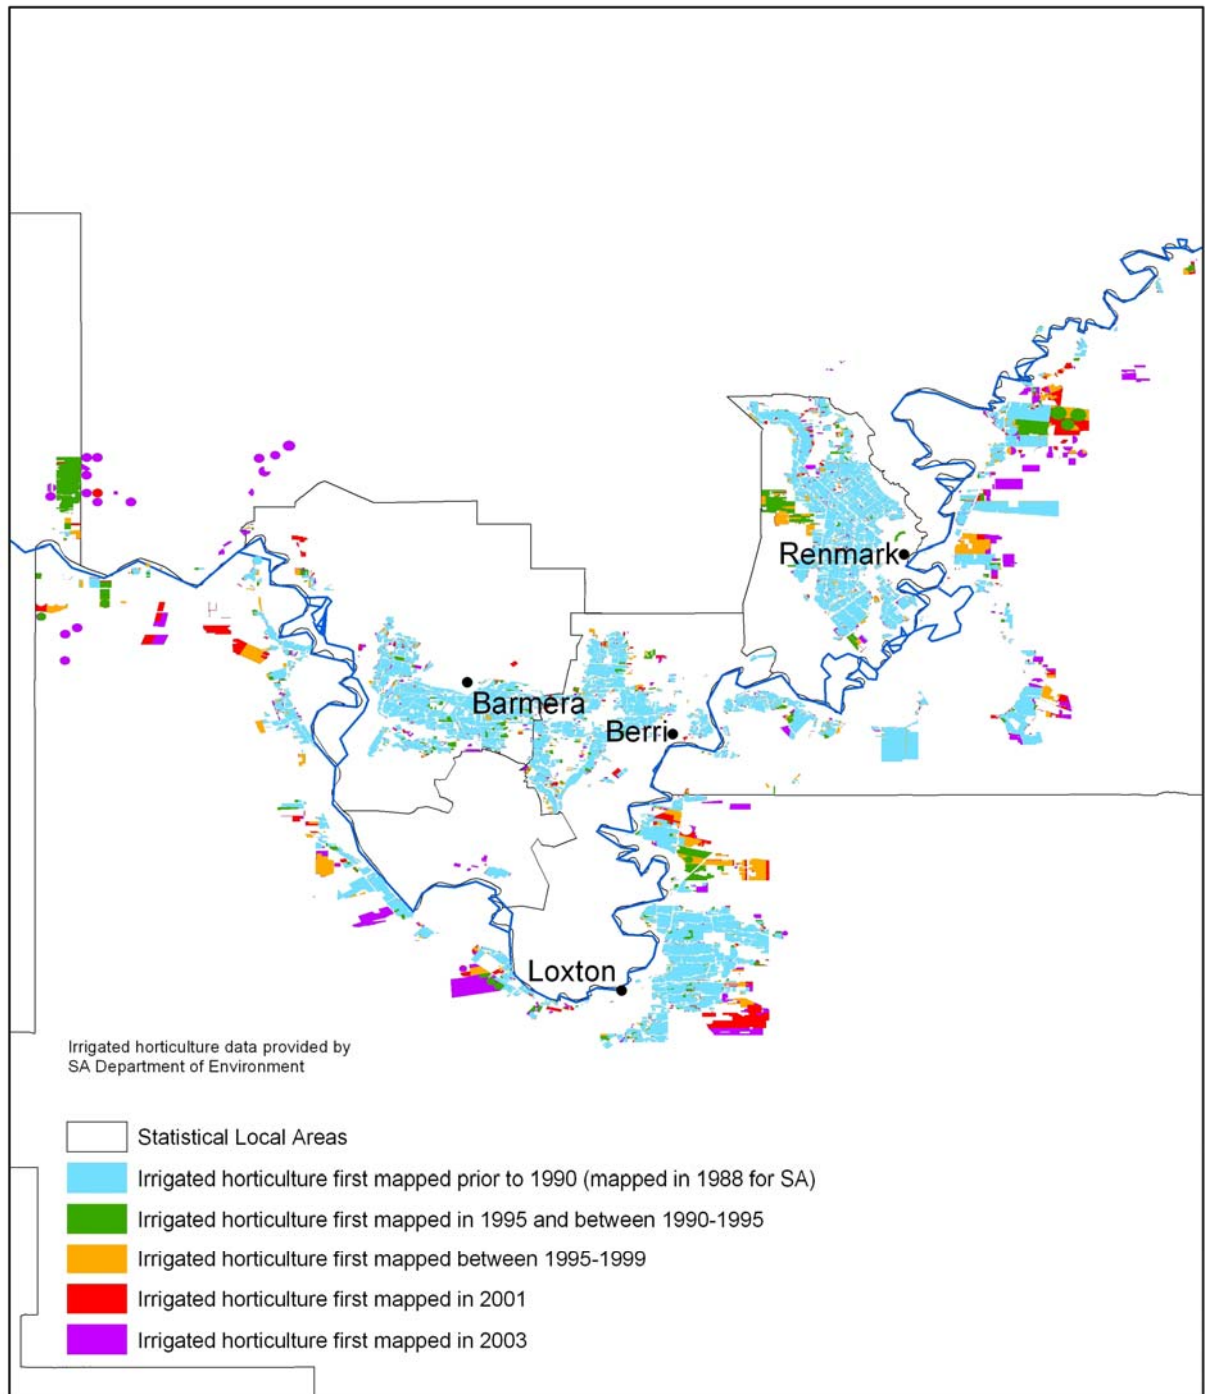 Renmark
Barmera
Berri
Loxton
Irrigated horticulture data provided by
SA Department of Environment
Statistical Local Areas
Irrigated horticulture first mapped prior to 1990 (mapped in 1988 for SA)
Irrigated horticulture first mapped in 1995 and between 1990-1995
Irrigated horticulture first mapped between 1995-1999
Irrigated horticulture first mapped in 2001
Irrigated horticulture first mapped in 2003